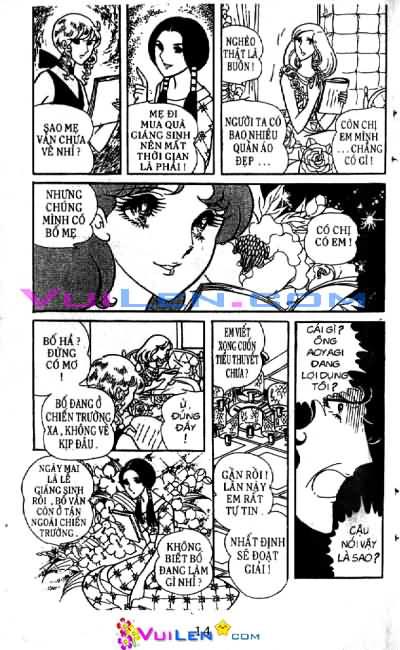 SAO MẸ
VẪN CHƯA
VỀ NHỈ ?
MẸ ĐI
MUA QUÀ
GIÁNG SINH
NÊN MẤT
THỜI GIAN
LÀ PHẢI !
NGHÈO
THẬT LÀ
BUỒN !
NGƯỜI TA CÓ
BAO NHIÊU
QUẦN ÁO
ĐẸP ...
CÒN CHỊ
EM MÌNH
... CHẲNG
CÓ GÌ !
NHƯNG
CHÚNG
MÌNH CÓ
BỐ MẸ
CÓ CHỊ
CÓ EM !
VUILEN.COM
BỐ HẢ ?
ĐỪNG
CÓ MƠ
!
BỐ ĐANG Ở
CHIẾN TRƯỜNG
XA , KHÔNG VỀ
KỊP ĐÂU .
Ừ,
ĐÚNG
ĐẤY !
NGÀY MAI
LÀ LỄ
GIÁNG SINH
RỒI , BỐ VẪN
CÒN Ở TẬN
NGOÀI CHIẾN
TRƯỜNG .
KHÔNG
BIẾT BỐ
ĐANG LÀM
GÌ NHỈ ?
EM VIẾT
XONG CUỐN
TIỂU THUYẾT
CHƯA ?
GẦN RỒI !
LẦN NÀY
EM RẤT
TỰ TIN .
NHẤT ĐỊNH
SẼ ĐOẠT
GIẢI !
CÁI GÌ ?
ÔNG
AOYAGI
ĐANG
LỢI DỤNG
TÔI ?
CẬU
NÓI VẬY
LÀ SAO ?
14
VUILEN.COM